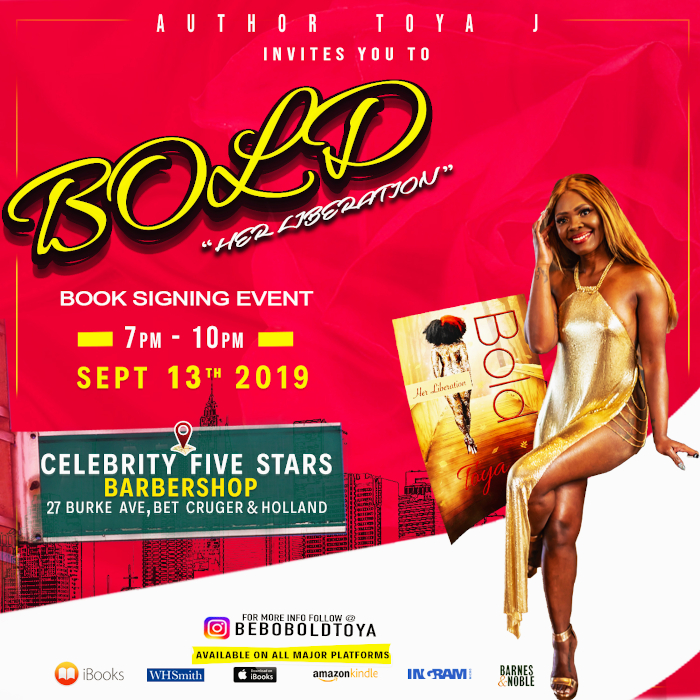 AUTHOR TOYA J
INVITES YOU TO
BOLD
"HER LIBERATION"
BOOK SIGNING EVENT
7PM - 10PM
SEPT 13TH 2019
CELEBRITY FIVE STARS
BARBERSHOP
27 BURKE AVE, BET CRUGER & HOLLAND
Bold
Her Liberation
Toya
FOR MORE INFO FOLLOW @
BEBOBOLDTOYA
AVAILABLE ON ALL MAJOR PLATFORMS
iBooks
WHSmith
Download on
iBooks
amazonkindle
INGRAM
BARNES
&NOBLE